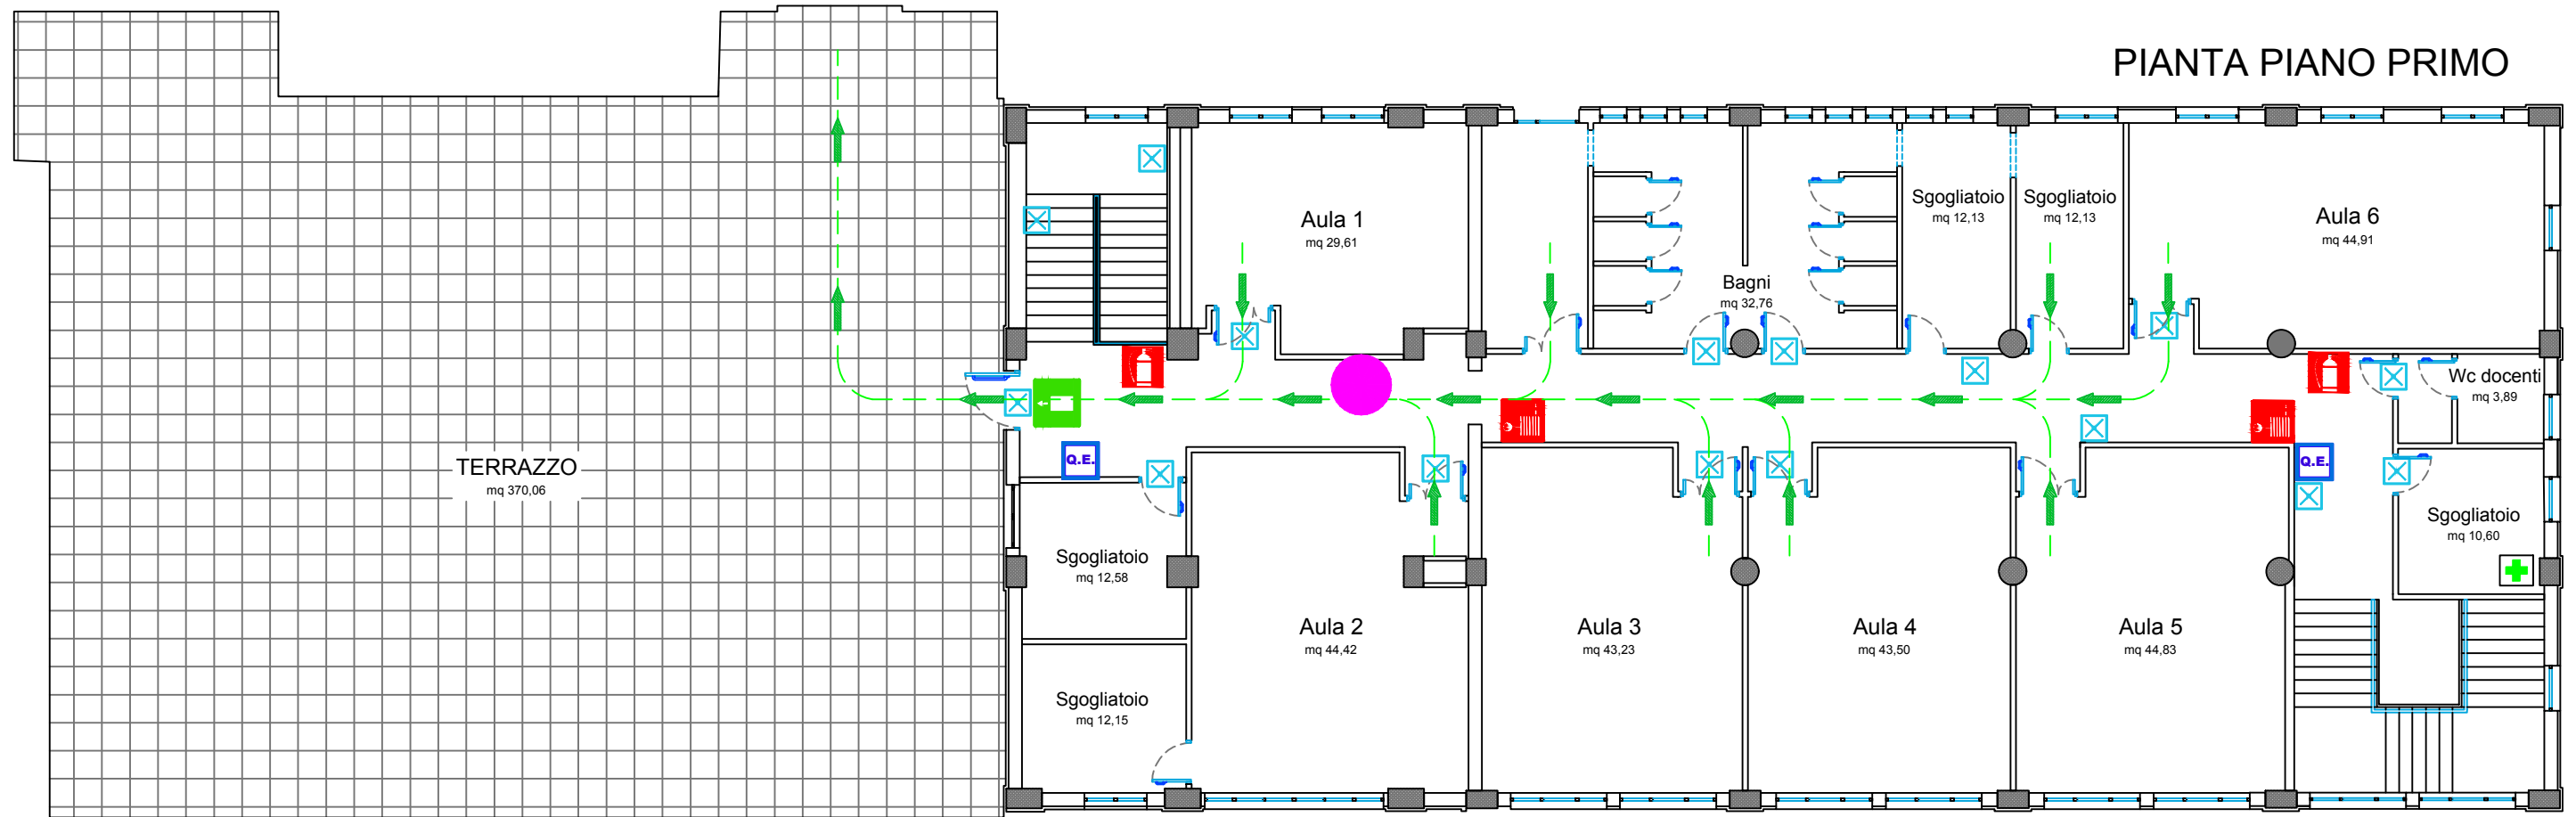 PIANTA PIANO PRIMO
Aula 1
mq 29,61
Bagni
mq 32,76
Sgogliatoio
mq 12,13
Sgogliatoio
mq 12,13
Aula 6
mq 44,91
Wc docenti
mq 3,89
TERRAZZO
mq 370,06
Q.E.
Q.E.
Sgogliatoio
mq 12,58
Sgogliatoio
mq 10,60
Aula 2
mq 44,42
Aula 3
mq 43,23
Aula 4
mq 43,50
Aula 5
mq 44,83
Sgogliatoio
mq 12,15